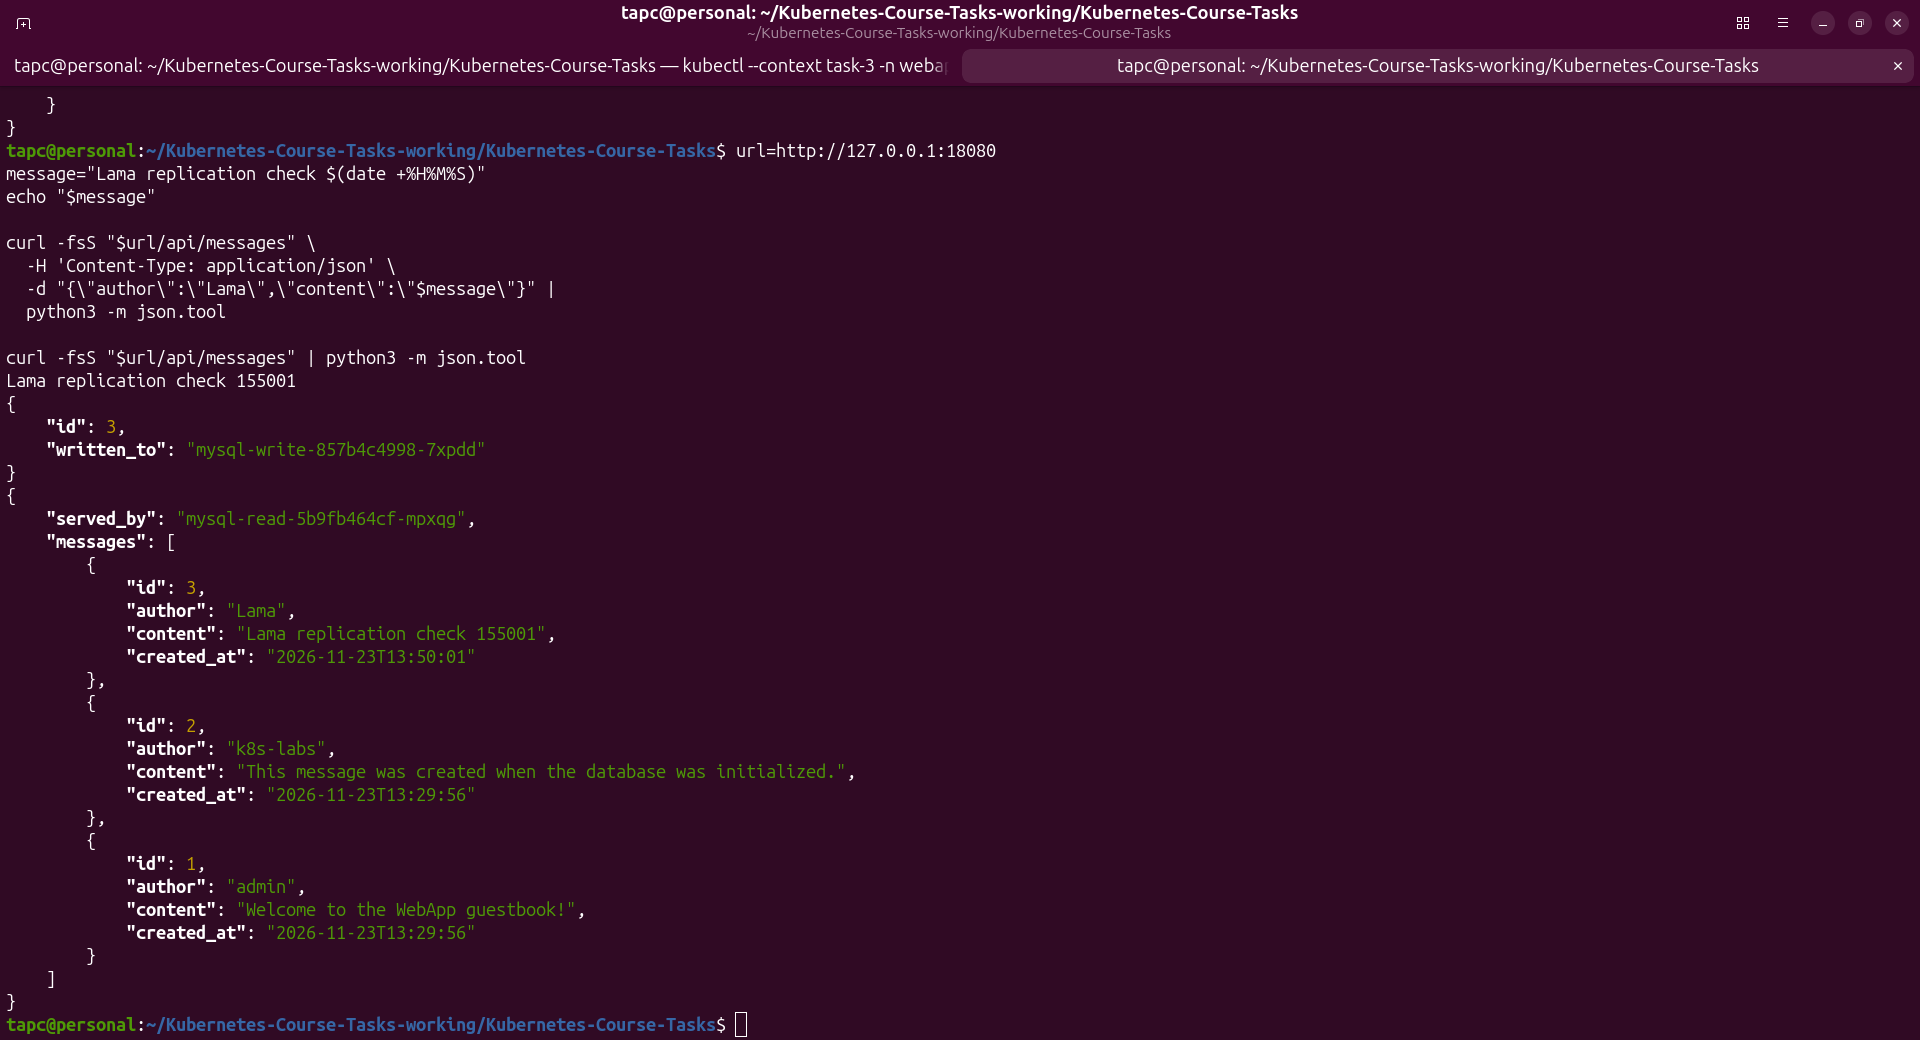 tapc@personal: ~/Kubernetes-Course-Tasks-working/Kubernetes-Course-Tasks
~/Kubernetes-Course-Tasks-working/Kubernetes-Course-Tasks
tapc@personal: ~/Kubernetes-Course-Tasks-working/Kubernetes-Course-Tasks — kubectl --context task-3 -n weba
tapc@personal: ~/Kubernetes-Course-Tasks-working/Kubernetes-Course-Tasks
    }
}
tapc@personal:~/Kubernetes-Course-Tasks-working/Kubernetes-Course-Tasks$ url=http://127.0.0.1:18080
message="Lama replication check $(date +%H%M%S)"
echo "$message"

curl -fsS "$url/api/messages" \
  -H 'Content-Type: application/json' \
  -d "{\"author\":\"Lama\",\"content\":\"$message\"}" |
  python3 -m json.tool

curl -fsS "$url/api/messages" | python3 -m json.tool
Lama replication check 155001
{
    "id": 3,
    "written_to": "mysql-write-857b4c4998-7xpdd"
}
{
    "served_by": "mysql-read-5b9fb464cf-mpxqg",
    "messages": [
        {
            "id": 3,
            "author": "Lama",
            "content": "Lama replication check 155001",
            "created_at": "2026-11-23T13:50:01"
        },
        {
            "id": 2,
            "author": "k8s-labs",
            "content": "This message was created when the database was initialized.",
            "created_at": "2026-11-23T13:29:56"
        },
        {
            "id": 1,
            "author": "admin",
            "content": "Welcome to the WebApp guestbook!",
            "created_at": "2026-11-23T13:29:56"
        }
    ]
}
tapc@personal:~/Kubernetes-Course-Tasks-working/Kubernetes-Course-Tasks$